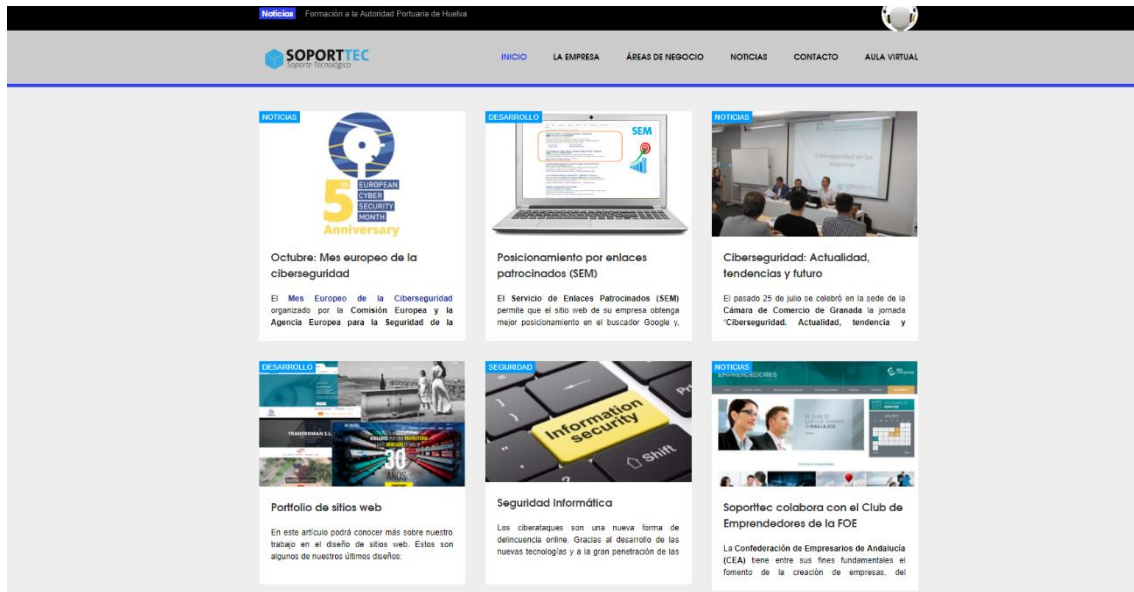 Noticias Formación a la Autoridad Portuaria de Huelva
SOPORTTEC
Soporte Tecnológico
INICIO LA EMPRESA ÁREAS DE NEGOCIO NOTICIAS CONTACTO AULA VIRTUAL
NOTICIAS
5th EUROPEAN
CYBER
SECURITY
MONTH
Anniversary
Octubre: Mes europeo de la
ciberseguridad
El Mes Europeo de la Ciberseguridad
organizado por la Comisión Europea y la
Agencia Europea para la Seguridad de la
DESARROLLO
SEM
Posicionamiento por enlaces
patrocinados (SEM)
El Servicio de Enlaces Patrocinados (SEM)
permite que el sitio web de su empresa obtenga
mejor posicionamiento en el buscador Google y,
NOTICIAS
Ciberseguridad en las
empresas
SOPORTTEC
Ciberseguridad: Actualidad,
tendencias y futuro
El pasado 25 de julio se celebró en la sede de la
Cámara de Comercio de Granada la jornada
"Ciberseguridad. Actualidad, tendencia y
DESARROLLO
TRANSKOMAN S.L.
30
AÑOS
Portfolio de sitios web
En este artículo podrá conocer más sobre nuestro
trabajo en el diseño de sitios web. Estos son
algunos de nuestros últimos diseños:
SEGURIDAD
Information
security
Shift
Seguridad Informática
Los ciberataques son una nueva forma de
delincuencia online. Gracias al desarrollo de las
nuevas tecnologías y a la gran penetración de las
NOTICIAS
EMPRENDEDORES
Soporttec colabora con el Club de
Emprendedores de la FOE
La Confederación de Empresarios de Andalucía
(CEA) tiene entre sus fines fundamentales el
fomento de la creación de empresas, del